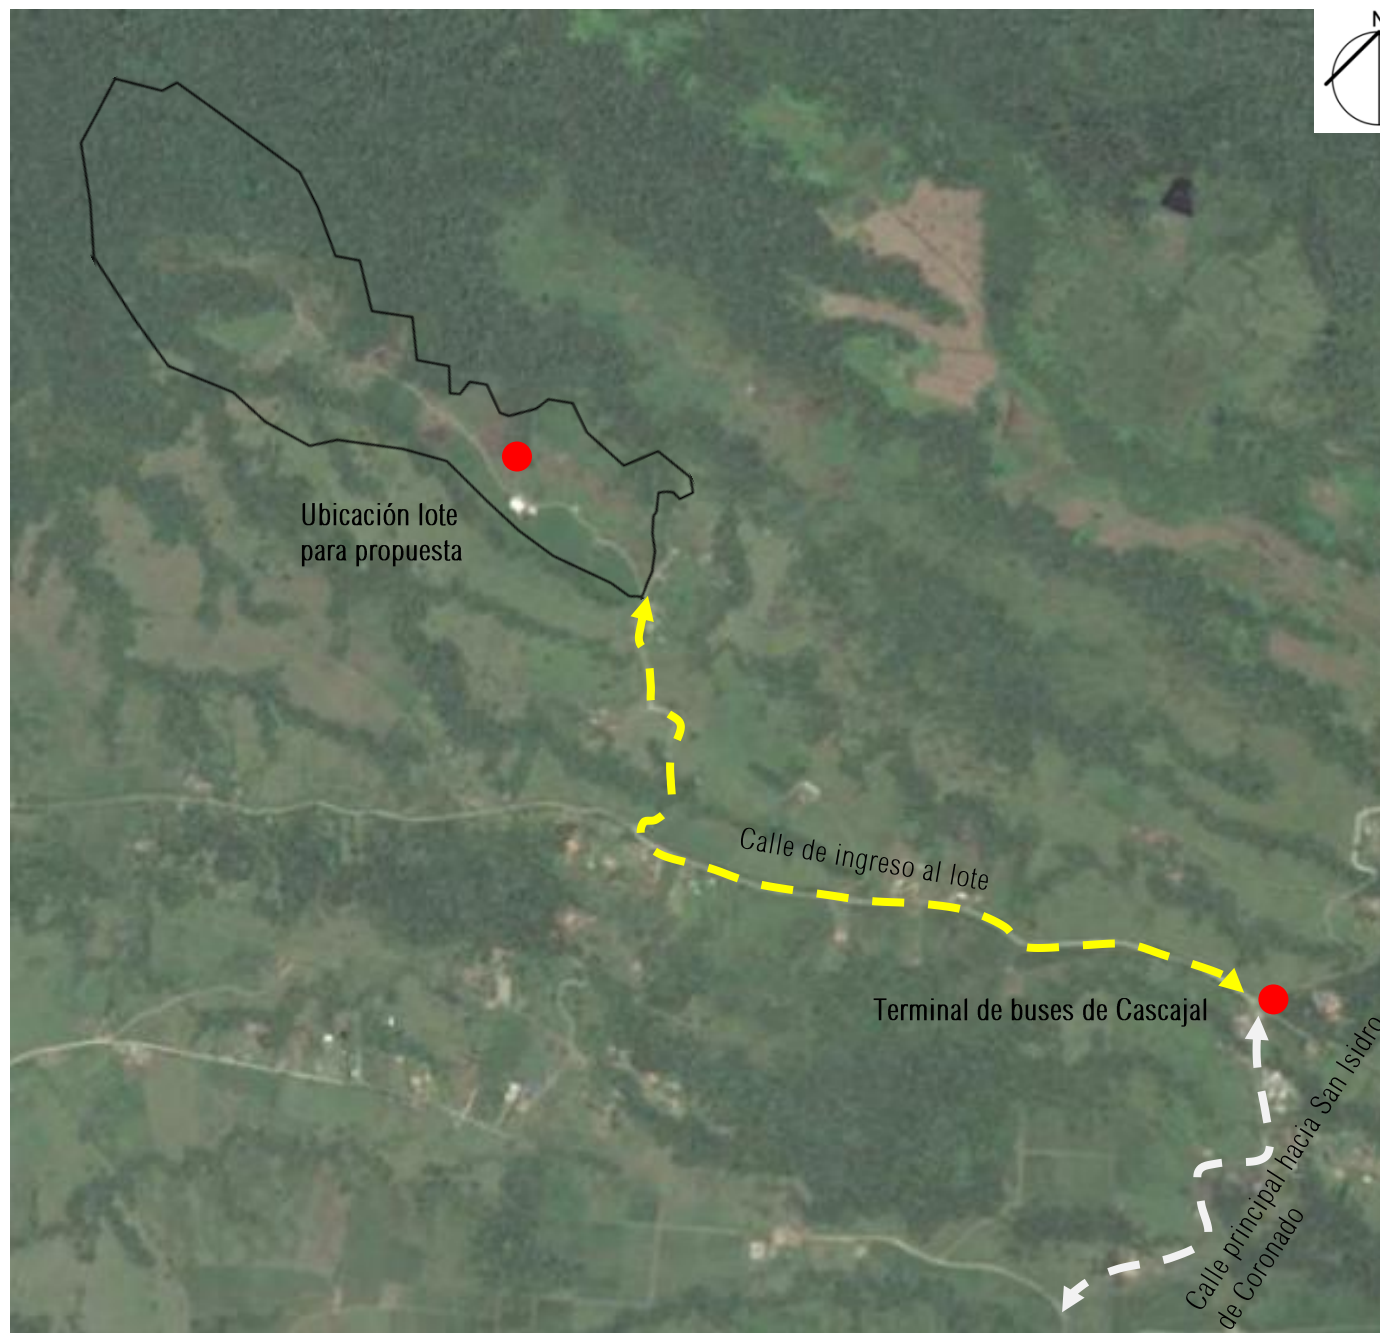 N
Ubicación lote
para propuesta
Calle de ingreso al lote
Terminal de buses de Cascajal
Calle principal hacia San Isidro
de Coronado